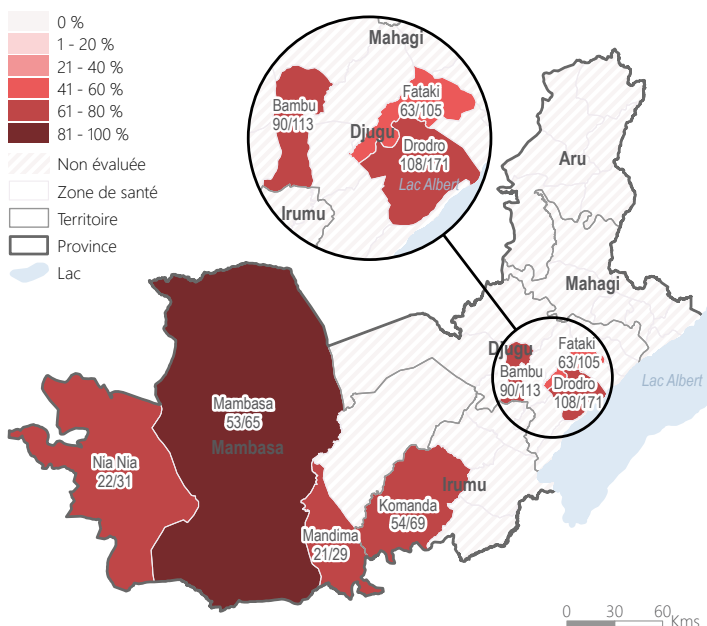 0 %
1 - 20 %
21 - 40 %
41 - 60 %
61 - 80 %
81 - 100 %
Non évaluée
Zone de santé
Territoire
Province
Lac
Mahagi
Bambu
90/113
Fataki
63/105
Djugu
Drodro
108/171
Lac Albert
Irumu
Aru
Mahagi
Djugu
Fataki
63/105
Bambu
90/113
Drodro
108/171
Lac Albert
Mambasa
53/65
Mambasa
Nia Nia
22/31
Komanda
54/69
Irumu
Mandima
21/29
0 30 60
Kms